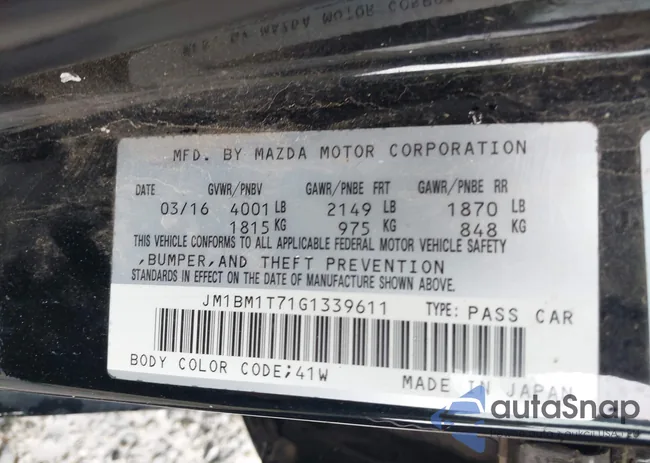 MFD. BY MAZDA MOTOR CORPORATION
DATE GVWR/PNBV GAWR/PNBE FRT GAWR/PNBE RR
03/16 4001 LB 2149 LB 1870 LB
1815 KG 975 KG 848 KG
THIS VEHICLE CONFORMS TO ALL APPLICABLE FEDERAL MOTOR VEHICLE SAFETY
,BUMPER,AND THEFT PREVENTION
STANDARDS IN EFFECT ON THE DATE OF MANUFACTURE SHOWN ABOVE.
JM1BM1T71G1339611 TYPE: PASS CAR
BODY COLOR CODE;41W MADE IN JAPAN
autoSnap